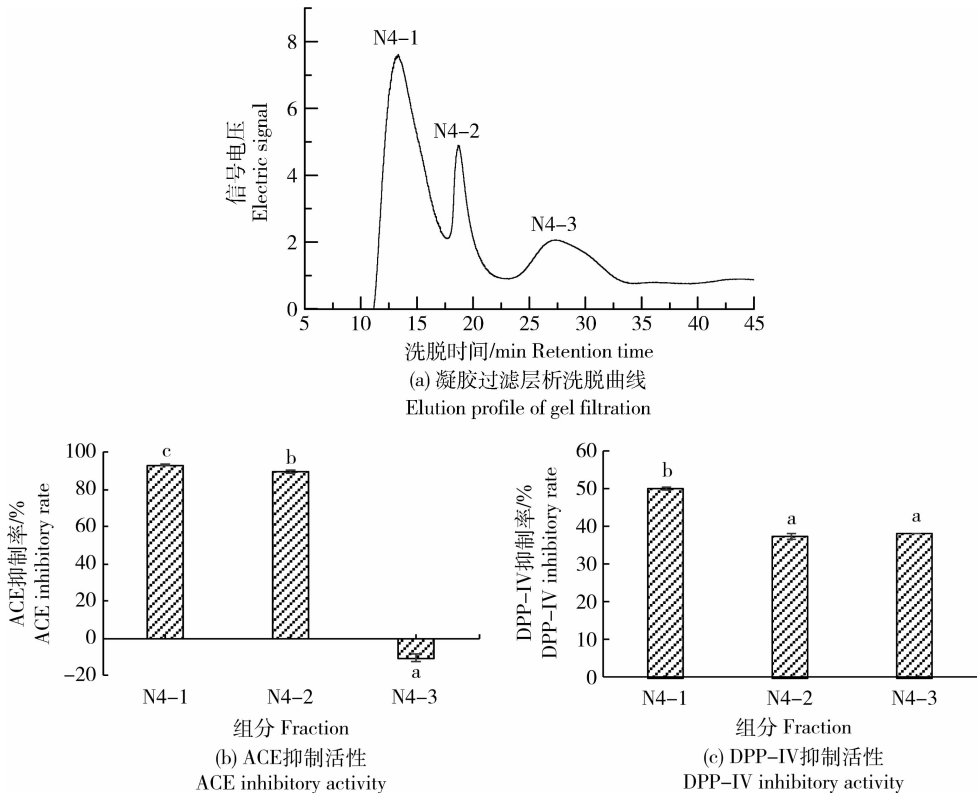 N4-1
N4-2
N4-3
信号电压
Electric signal
8
6
4
2
0
5 10 15 20 25 30 35 40 45
洗脱时间/min Retention time
(a) 凝胶过滤层析洗脱曲线
Elution profile of gel filtration
ACE抑制率/%
ACE inhibitory rate
100
80
60
40
20
0
-20
c
b
a
N4-1 N4-2 N4-3
组分 Fraction
(b) ACE抑制活性
ACE inhibitory activity
DPP-IV抑制率/%
DPP-IV inhibitory rate
60
50
40
30
20
10
0
b
a
a
N4-1 N4-2 N4-3
组分 Fraction
(c) DPP-IV抑制活性
DPP-IV inhibitory activity